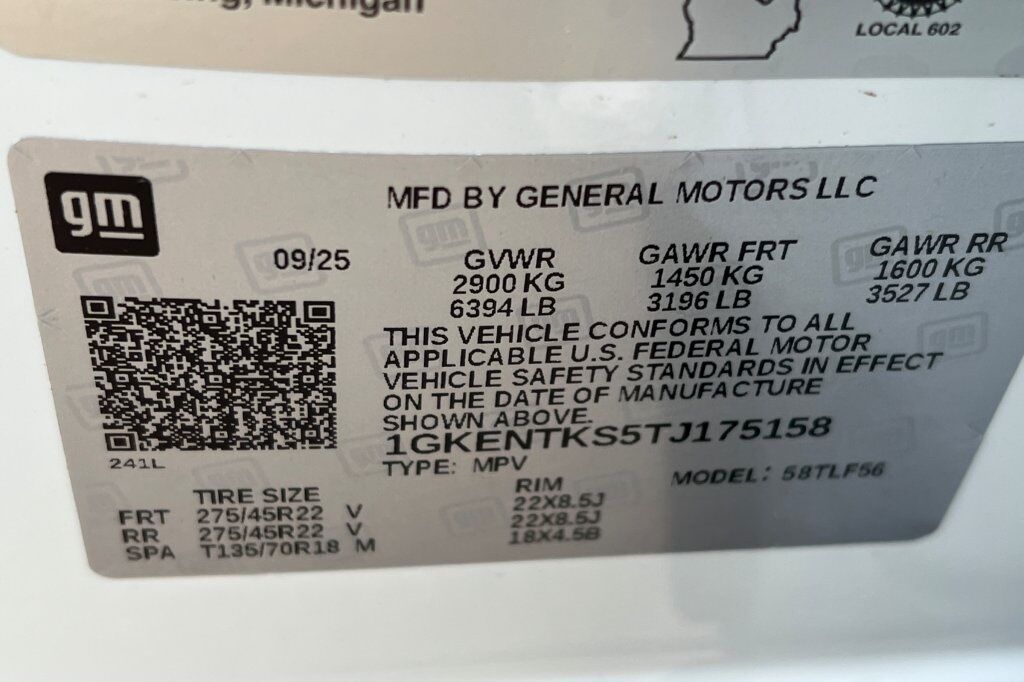 Michigan
LOCAL 602
gm
MFD BY GENERAL MOTORS LLC
09/25
GVWR GAWR FRT GAWR RR
2900 KG 1450 KG 1600 KG
6394 LB 3196 LB 3527 LB
THIS VEHICLE CONFORMS TO ALL
APPLICABLE U.S. FEDERAL MOTOR
VEHICLE SAFETY STANDARDS IN EFFECT
ON THE DATE OF MANUFACTURE
SHOWN ABOVE.
1GKENTKS5TJ175158
241L
TYPE: MPV MODEL: 58TLF56
TIRE SIZE RIM
FRT 275/45R22 V 22X8.5J
RR 275/45R22 V 22X8.5J
SPA T135/70R18 M 18X4.5B